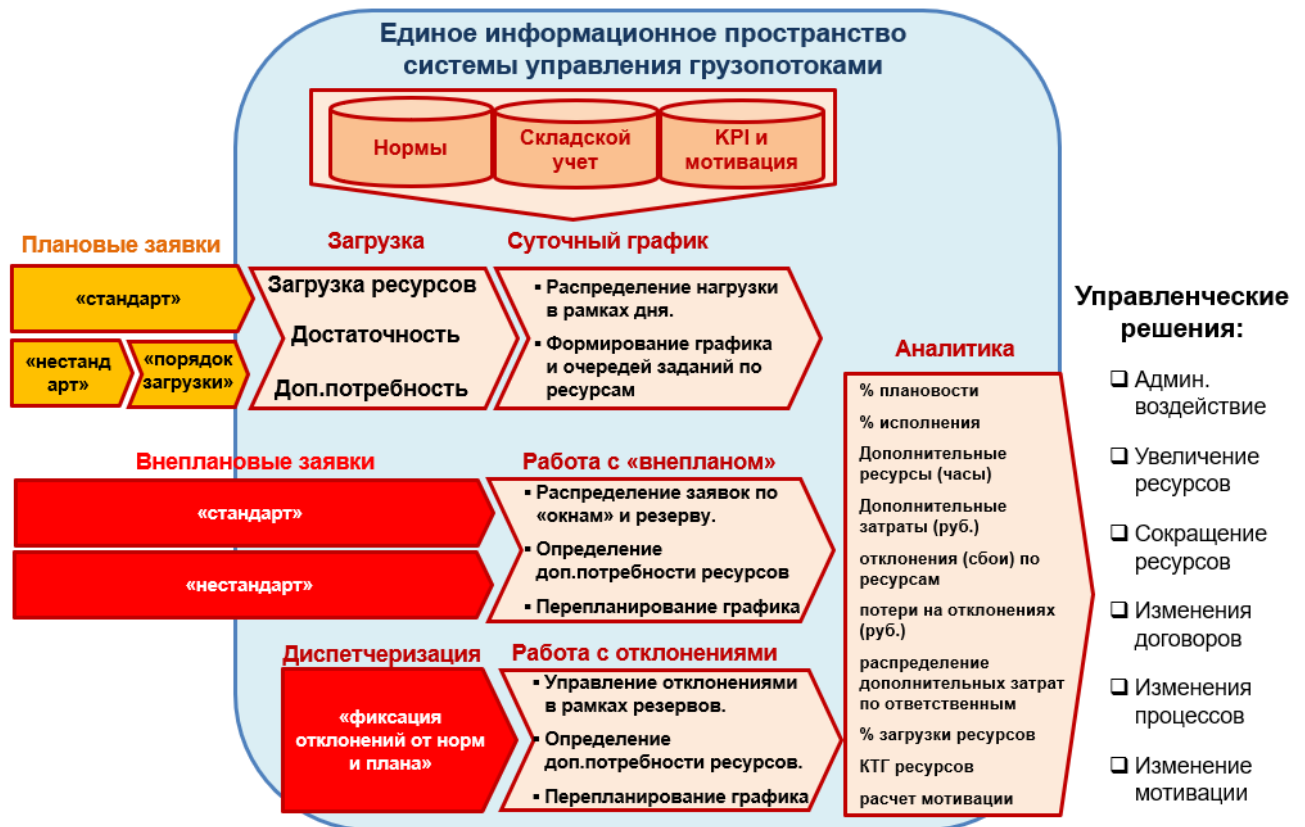 Единое информационное пространство
системы управления грузопотоками
Нормы
Складской
учет
KPI и
мотивация
Плановые заявки
Загрузка
Суточный график
«стандарт»
«нестанд
арт»
«порядок
загрузки»
Загрузка ресурсов
Достаточность
Доп.потребность
▪ Распределение нагрузки
в рамках дня.
▪ Формирование графика
и очередей заданий по
ресурсам
Внеплановые заявки
Работа с «внепланом»
«стандарт»
«нестандарт»
▪ Распределение заявок по
«окнам» и резерву.
▪ Определение
доп.потребности ресурсов
▪ Перепланирование графика
Диспетчеризация
Работа с отклонениями
«фиксация
отклонений от норм
и плана»
▪ Управление отклонениями
в рамках резервов.
▪ Определение
доп.потребности ресурсов.
▪ Перепланирование графика
Аналитика
% плановости
% исполнения
Дополнительные
ресурсы (часы)
Дополнительные
затраты (руб.)
отклонения (сбои) по
ресурсам
потери на отклонениях
(руб.)
распределение
дополнительных затрат
по ответственным
% загрузки ресурсов
КТГ ресурсов
расчет мотивации
Управленческие
решения:
❑ Админ.
воздействие
❑ Увеличение
ресурсов
❑ Сокращение
ресурсов
❑ Изменения
договоров
❑ Изменения
процессов
❑ Изменение
мотивации